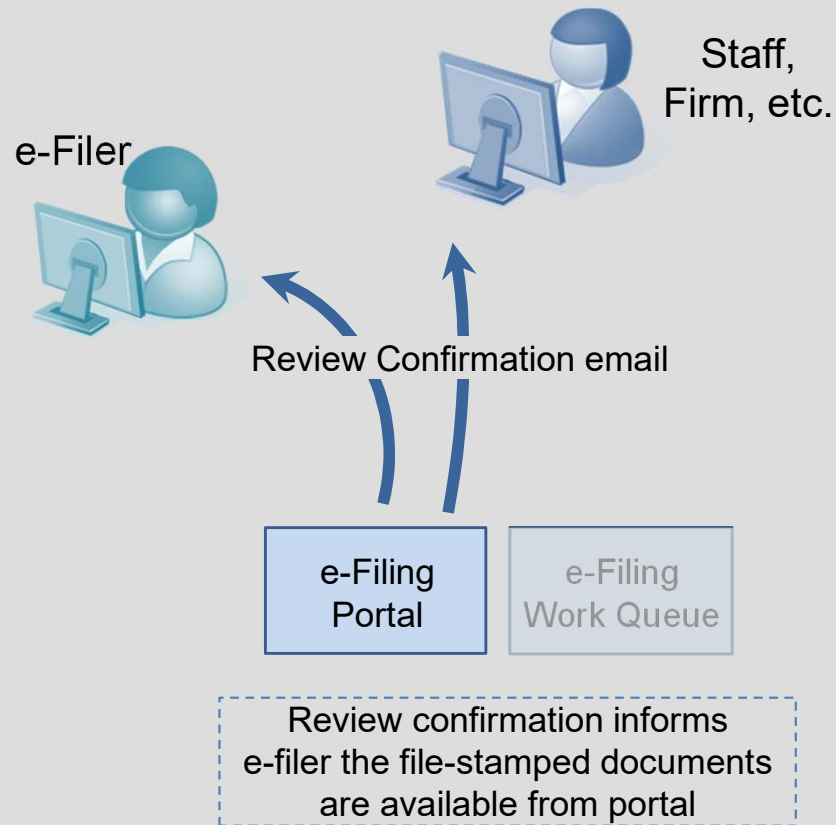 Staff,
Firm, etc.
e-Filer
Review Confirmation email
e-Filing
Portal
e-Filing
Work Queue
Review confirmation informs
e-filer the file-stamped documents
are available from portal